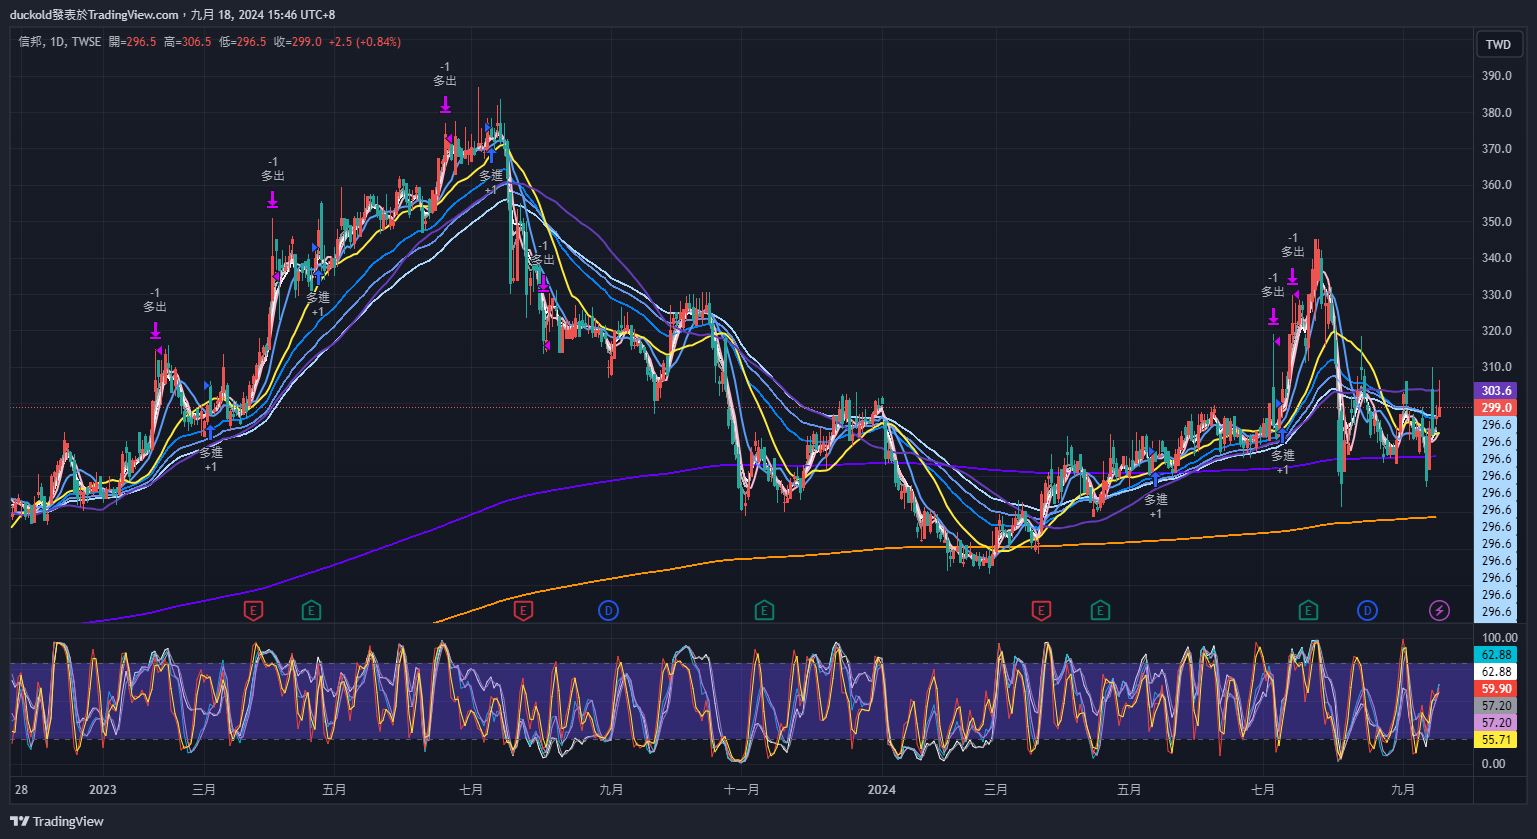 duckold發表於TradingView.com，九月 18, 2024 15:46 UTC+8
信邦, 1D, TWSE 開=296.5 高=306.5 低=296.5 收=299.0 +2.5 (+0.84%)
TWD
390.0
380.0
370.0
360.0
350.0
340.0
330.0
320.0
310.0
303.6
299.0
296.6
296.6
296.6
296.6
296.6
296.6
296.6
296.6
296.6
296.6
296.6
296.6
-1
多出
-1
多出
-1
多出
多進
+1
-1
多出
多進
+1
-1
多出
-1
多出
-1
多出
多進
+1
多進
+1
多進
+1
E
E
E
D
E
E
E
E
D
100.00
62.88
62.88
59.90
57.20
57.20
55.71
0.00
28 2023 三月 五月 七月 九月 十一月 2024 三月 五月 七月 九月
TradingView